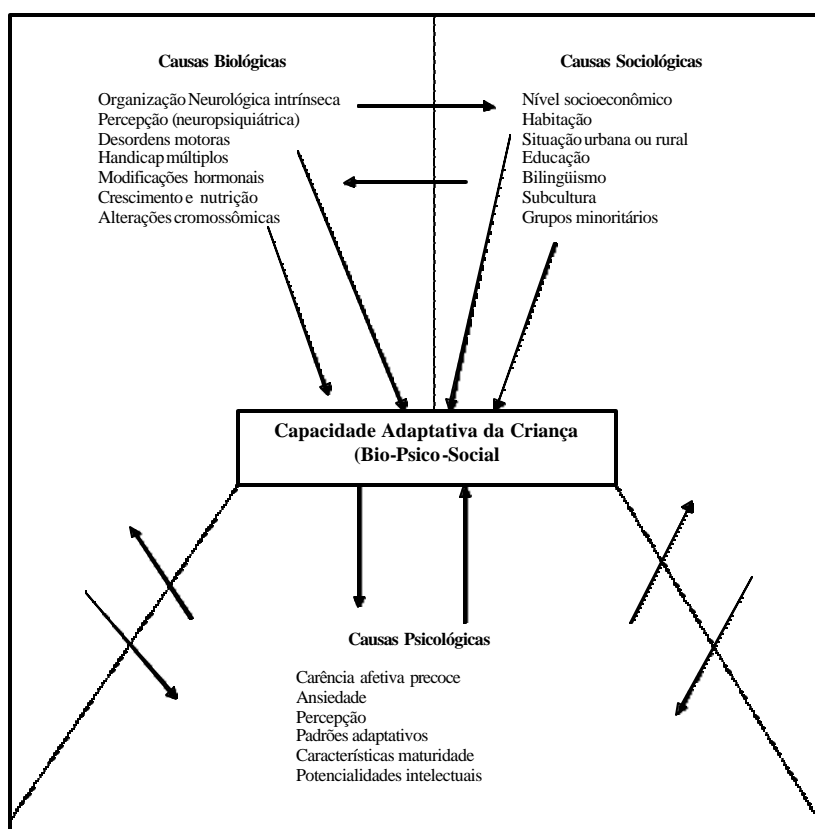 Causas Biológicas
Organização Neurológica intrínseca
Percepção (neuropsiquiátrica)
Desordens motoras
Handicap múltiplos
Modificações hormonais
Crescimento e nutrição
Alterações cromossômicas
Causas Sociológicas
Nível socioeconômico
Habitação
Situação urbana ou rural
Educação
Bilingüismo
Subcultura
Grupos minoritários
Capacidade Adaptativa da Criança
(Bio-Psico-Social
Causas Psicológicas
Carência afetiva precoce
Ansiedade
Percepção
Padrões adaptativos
Características maturidade
Potencialidades intelectuais